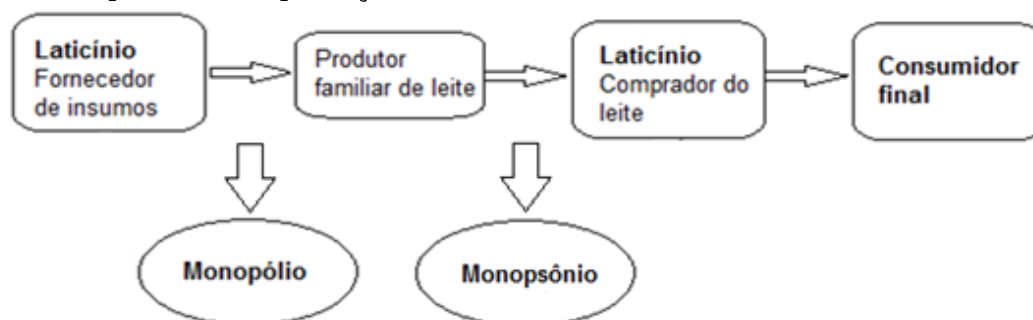 Laticínio
Fornecedor
de insumos
Produtor
familiar de leite
Laticínio
Comprador do
leite
Consumidor
final
Monopólio
Monopsônio